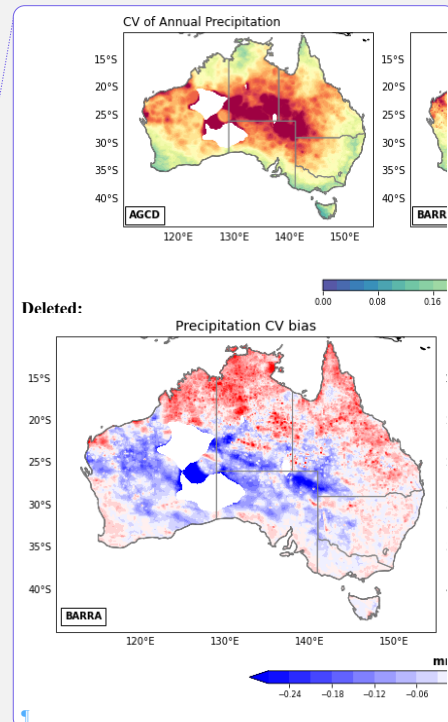 CV of Annual Precipitation
15°S
20°S
25°S
30°S
35°S
40°S
AGCD
120°E 130°E 140°E 150°E
15°S
20°S
25°S
30°S
35°S
40°S
BARR
0.00 0.08 0.16
Deleted:
Precipitation CV bias
15°S
20°S
25°S
30°S
35°S
40°S
BARRA
120°E 130°E 140°E 150°E
−0.24 −0.18 −0.12 −0.06
¶